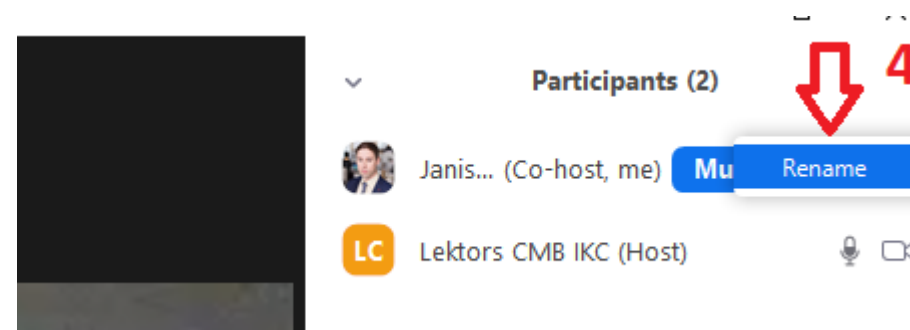 Participants (2)
4
Janis... (Co-host, me) Mu Rename
LC Lektors CMB IKC (Host)